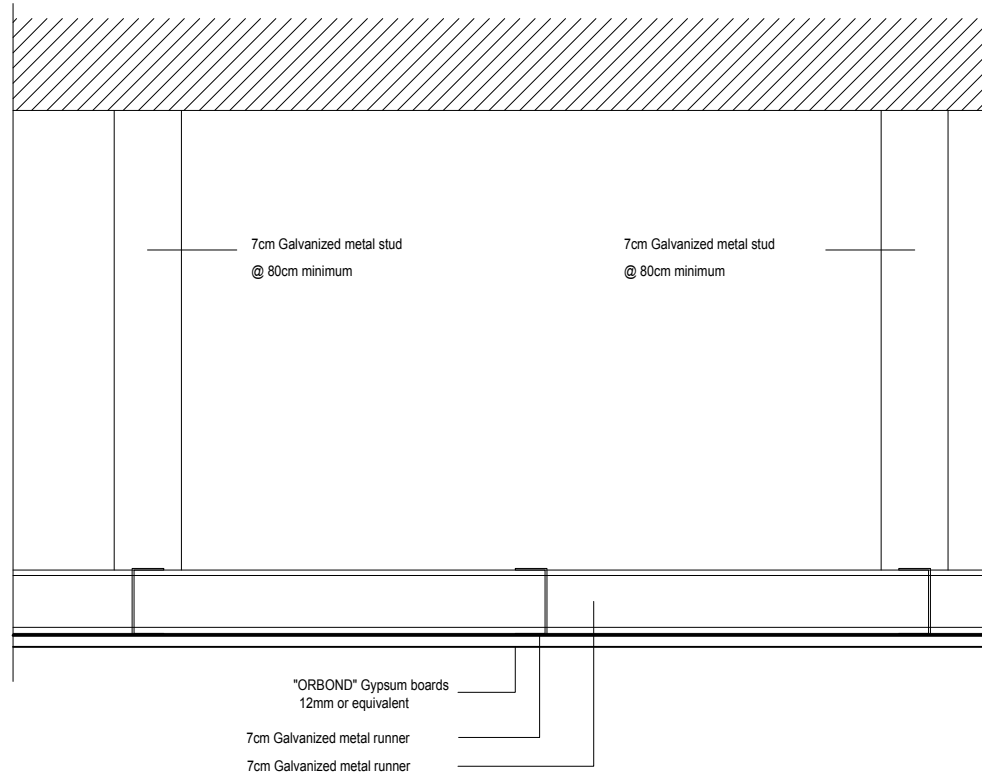 7cm Galvanized metal stud
@ 80cm minimum
7cm Galvanized metal stud
@ 80cm minimum
"ORBOND" Gypsum boards
12mm or equivalent
7cm Galvanized metal runner
7cm Galvanized metal runner